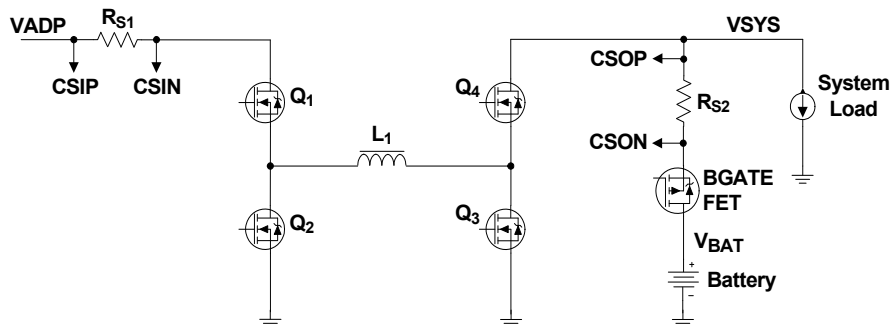 VADP
RS1
CSIP
CSIN
Q1
Q2
L1
Q4
Q3
VSYS
CSOP
RS2
CSON
BGATE
FET
VBAT
+
−
Battery
System
Load